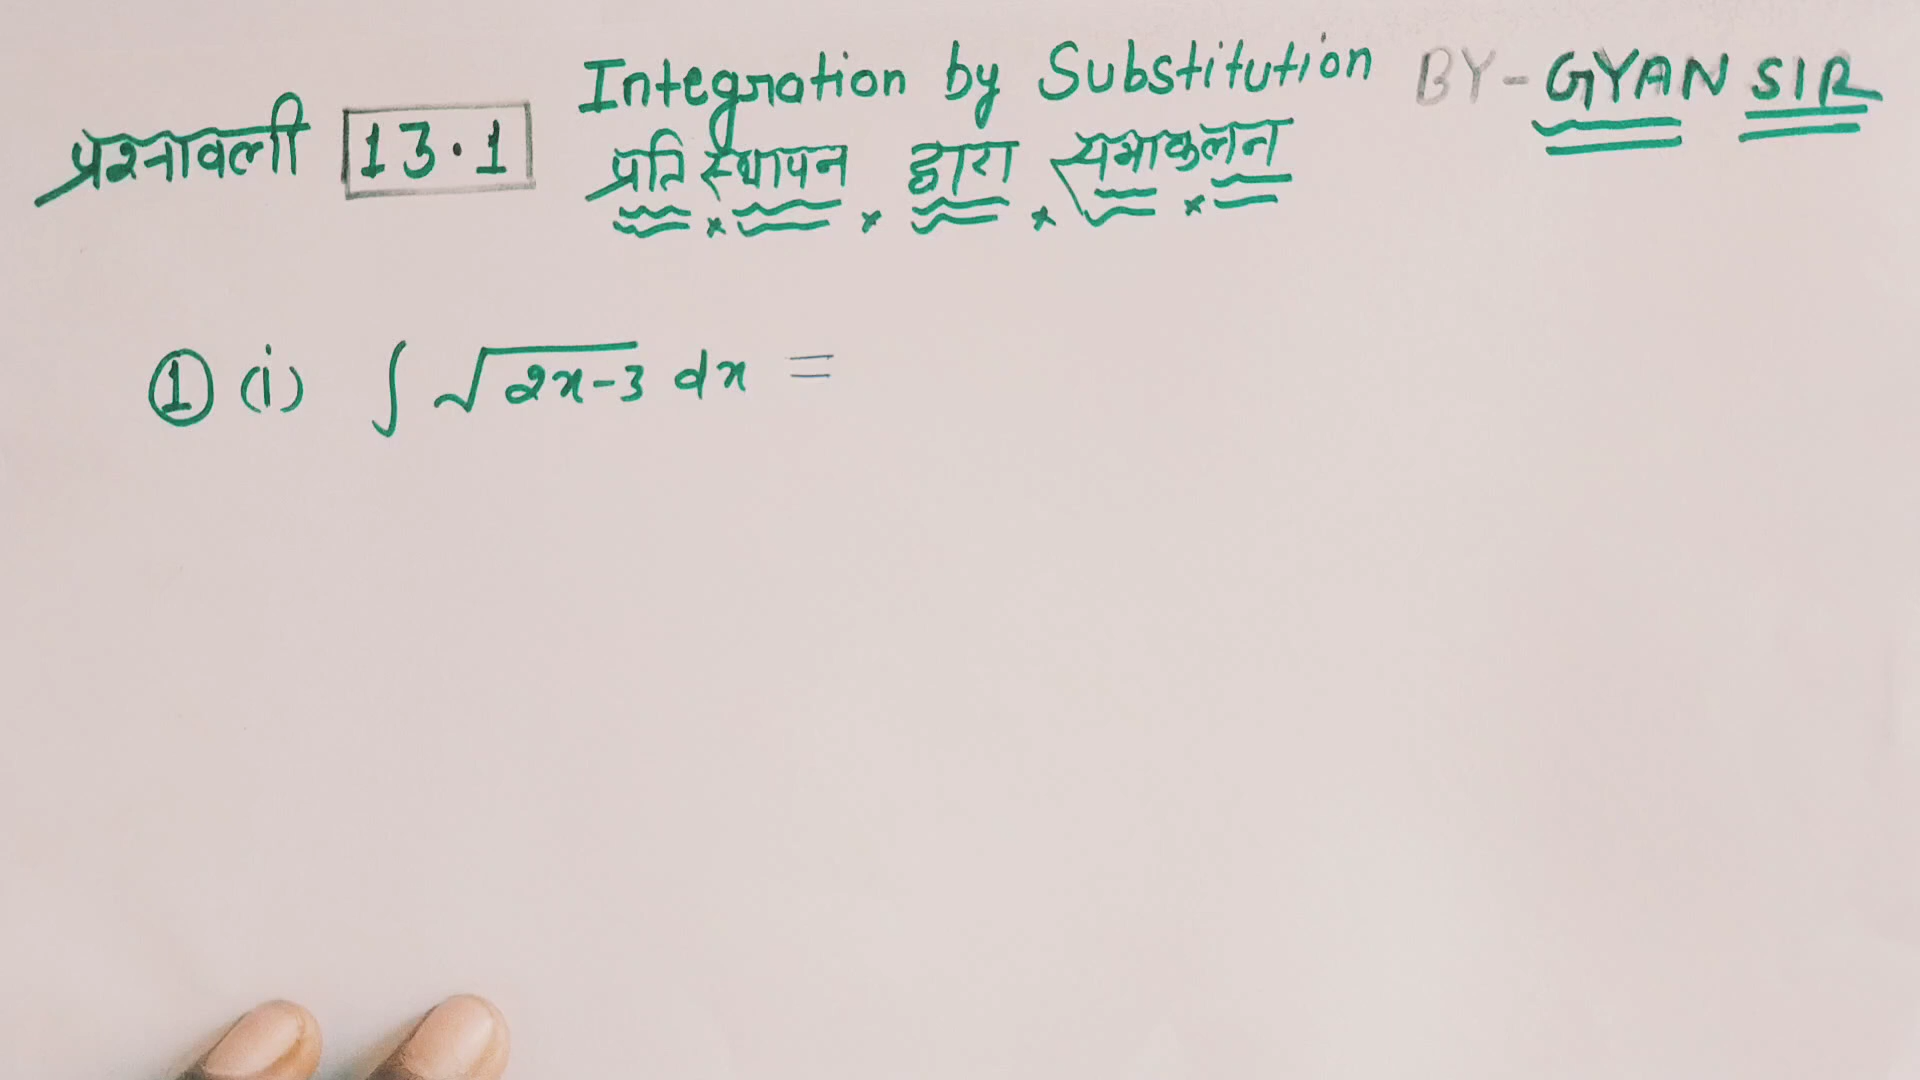 Integration by Substitution BY-GYAN SIR
प्रश्नावली 13.1 प्रतिस्थापन द्वारा समाकलन
① (i) ∫ √2x-3 dx =